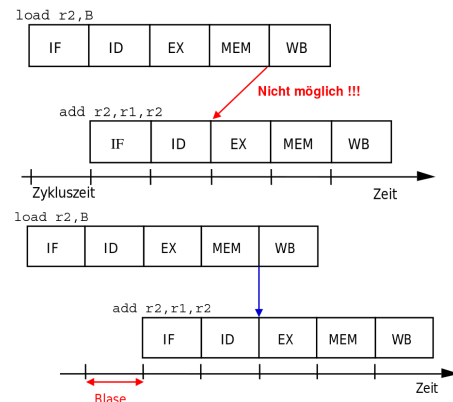 load r2,B
IF ID EX MEM WB
Nicht möglich !!!
add r2,r1,r2
IF ID EX MEM WB
Zykluszeit Zeit
load r2,B
IF ID EX MEM WB
add r2,r1,r2
IF ID EX MEM WB
Zeit
Blase